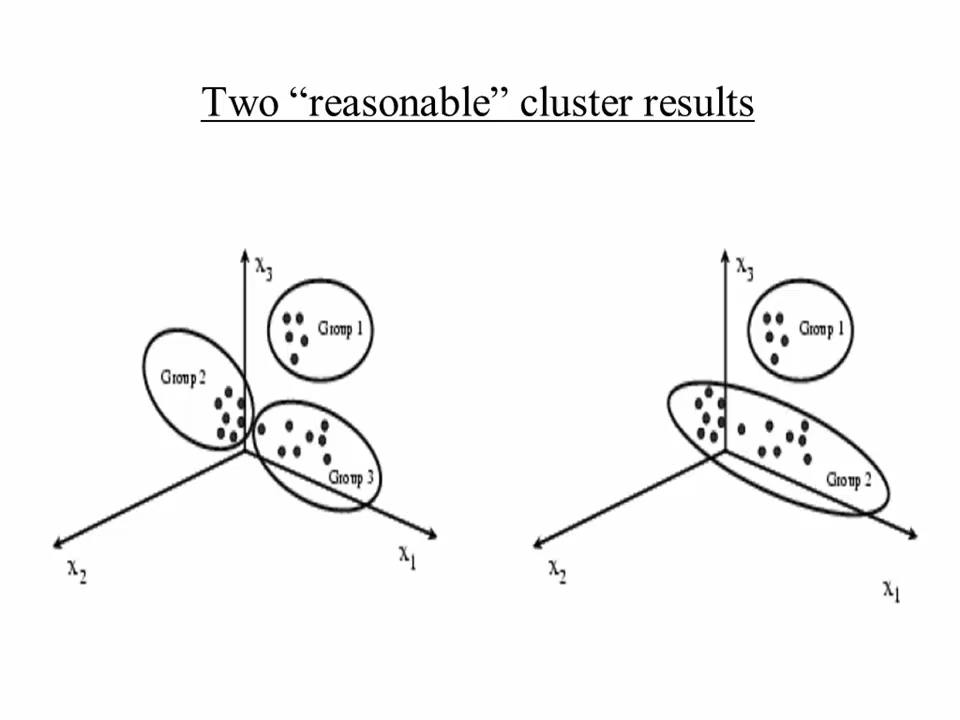 Two “reasonable” cluster results
x3
Group 1
Group 2
Group 3
x2
x1
x3
Group 1
Group 2
x2
x1